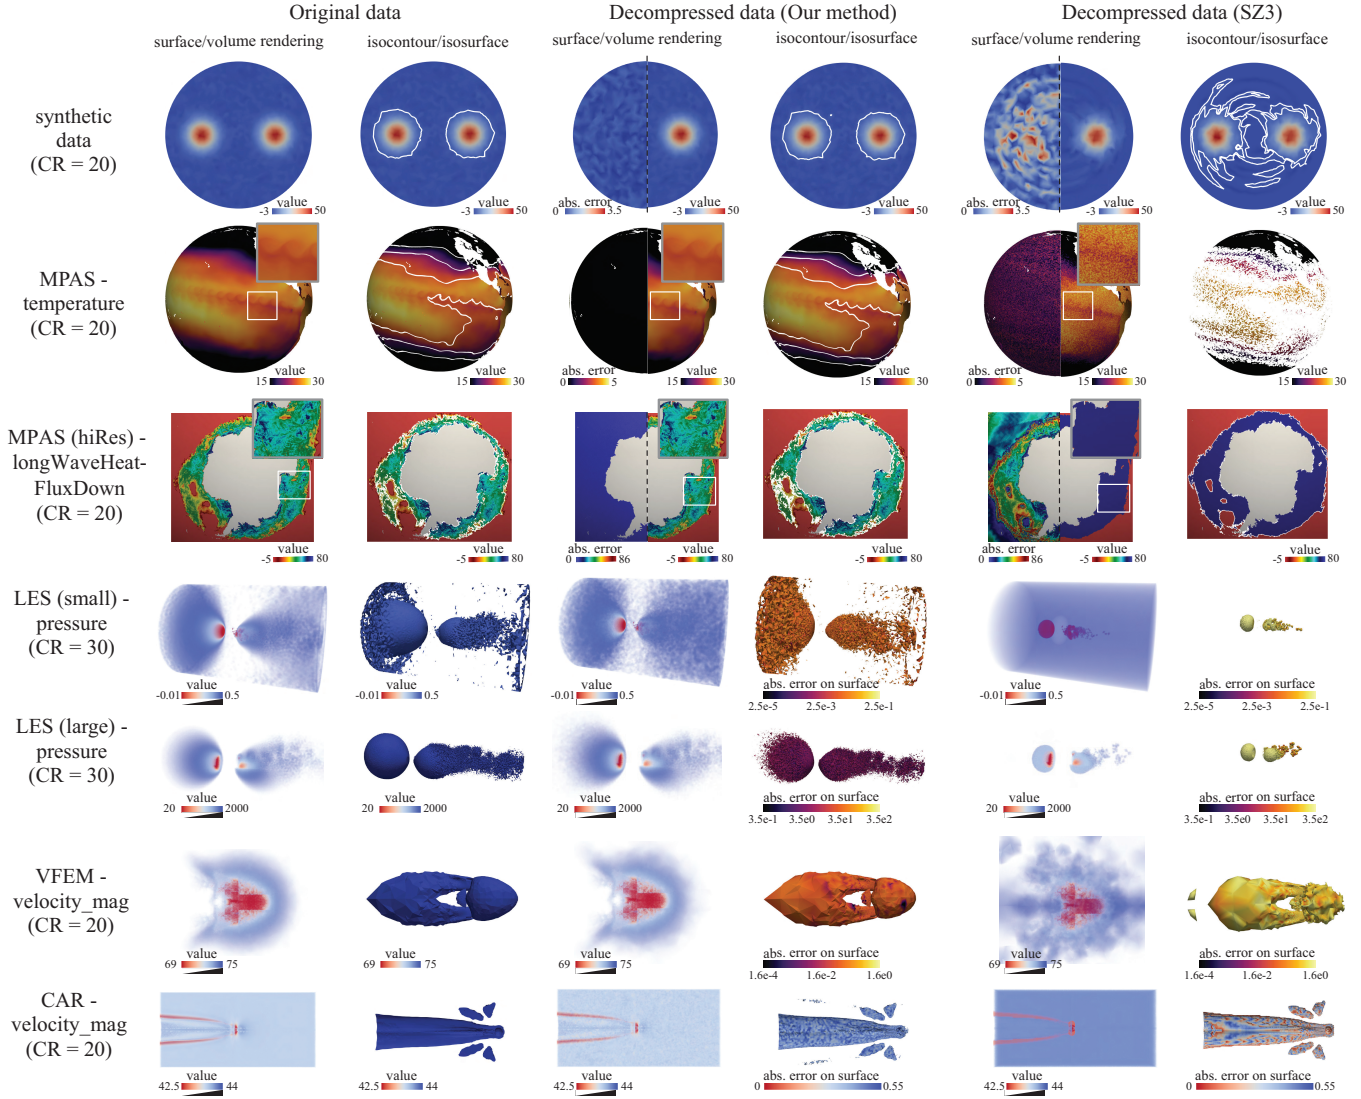 Original data
Decompressed data (Our method)
Decompressed data (SZ3)
surface/volume rendering
isocontour/isosurface
surface/volume rendering
isocontour/isosurface
surface/volume rendering
isocontour/isosurface
synthetic
data
(CR = 20)
value
-3 50
value
-3 50
abs. error
0 3.5
value
-3 50
value
-3 50
abs. error
0 3.5
value
-3 50
value
-3 50
MPAS -
temperature
(CR = 20)
value
15 30
value
15 30
abs. error
0 5
value
15 30
value
15 30
abs. error
0 5
value
15 30
value
15 30
MPAS (hiRes) -
longWaveHeat-
FluxDown
(CR = 20)
value
-5 80
value
-5 80
abs. error
0 86
value
-5 80
value
-5 80
abs. error
0 86
value
-5 80
value
-5 80
LES (small) -
pressure
(CR = 30)
value
-0.01 0.5
value
-0.01 0.5
value
-0.01 0.5
abs. error on surface
2.5e-5 2.5e-3 2.5e-1
value
-0.01 0.5
abs. error on surface
2.5e-5 2.5e-3 2.5e-1
LES (large) -
pressure
(CR = 30)
value
20 2000
value
20 2000
value
20 2000
abs. error on surface
3.5e-1 3.5e0 3.5e1 3.5e2
value
20 2000
abs. error on surface
3.5e-1 3.5e0 3.5e1 3.5e2
VFEM -
velocity_mag
(CR = 20)
value
69 75
value
69 75
value
69 75
abs. error on surface
1.6e-4 1.6e-2 1.6e0
value
69 75
abs. error on surface
1.6e-4 1.6e-2 1.6e0
CAR -
velocity_mag
(CR = 20)
value
42.5 44
value
42.5 44
value
42.5 44
abs. error on surface
0 0.55
value
42.5 44
abs. error on surface
0 0.55